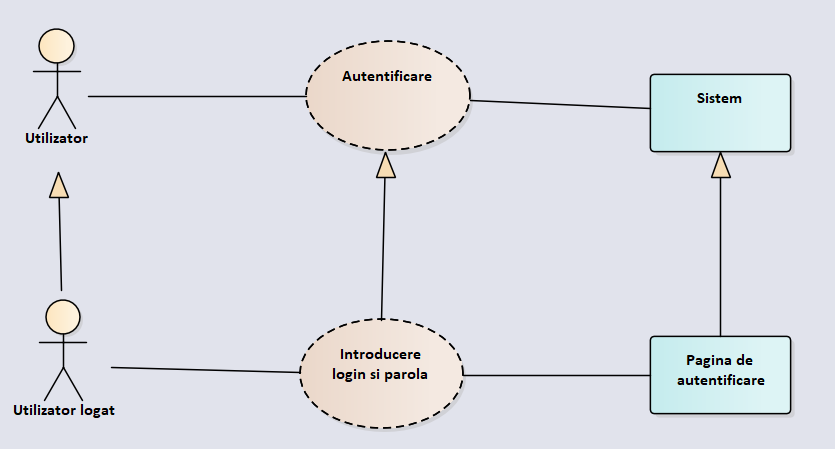 Autentificare
Sistem
Utilizator
Introducere
login si parola
Pagina de
autentificare
Utilizator logat